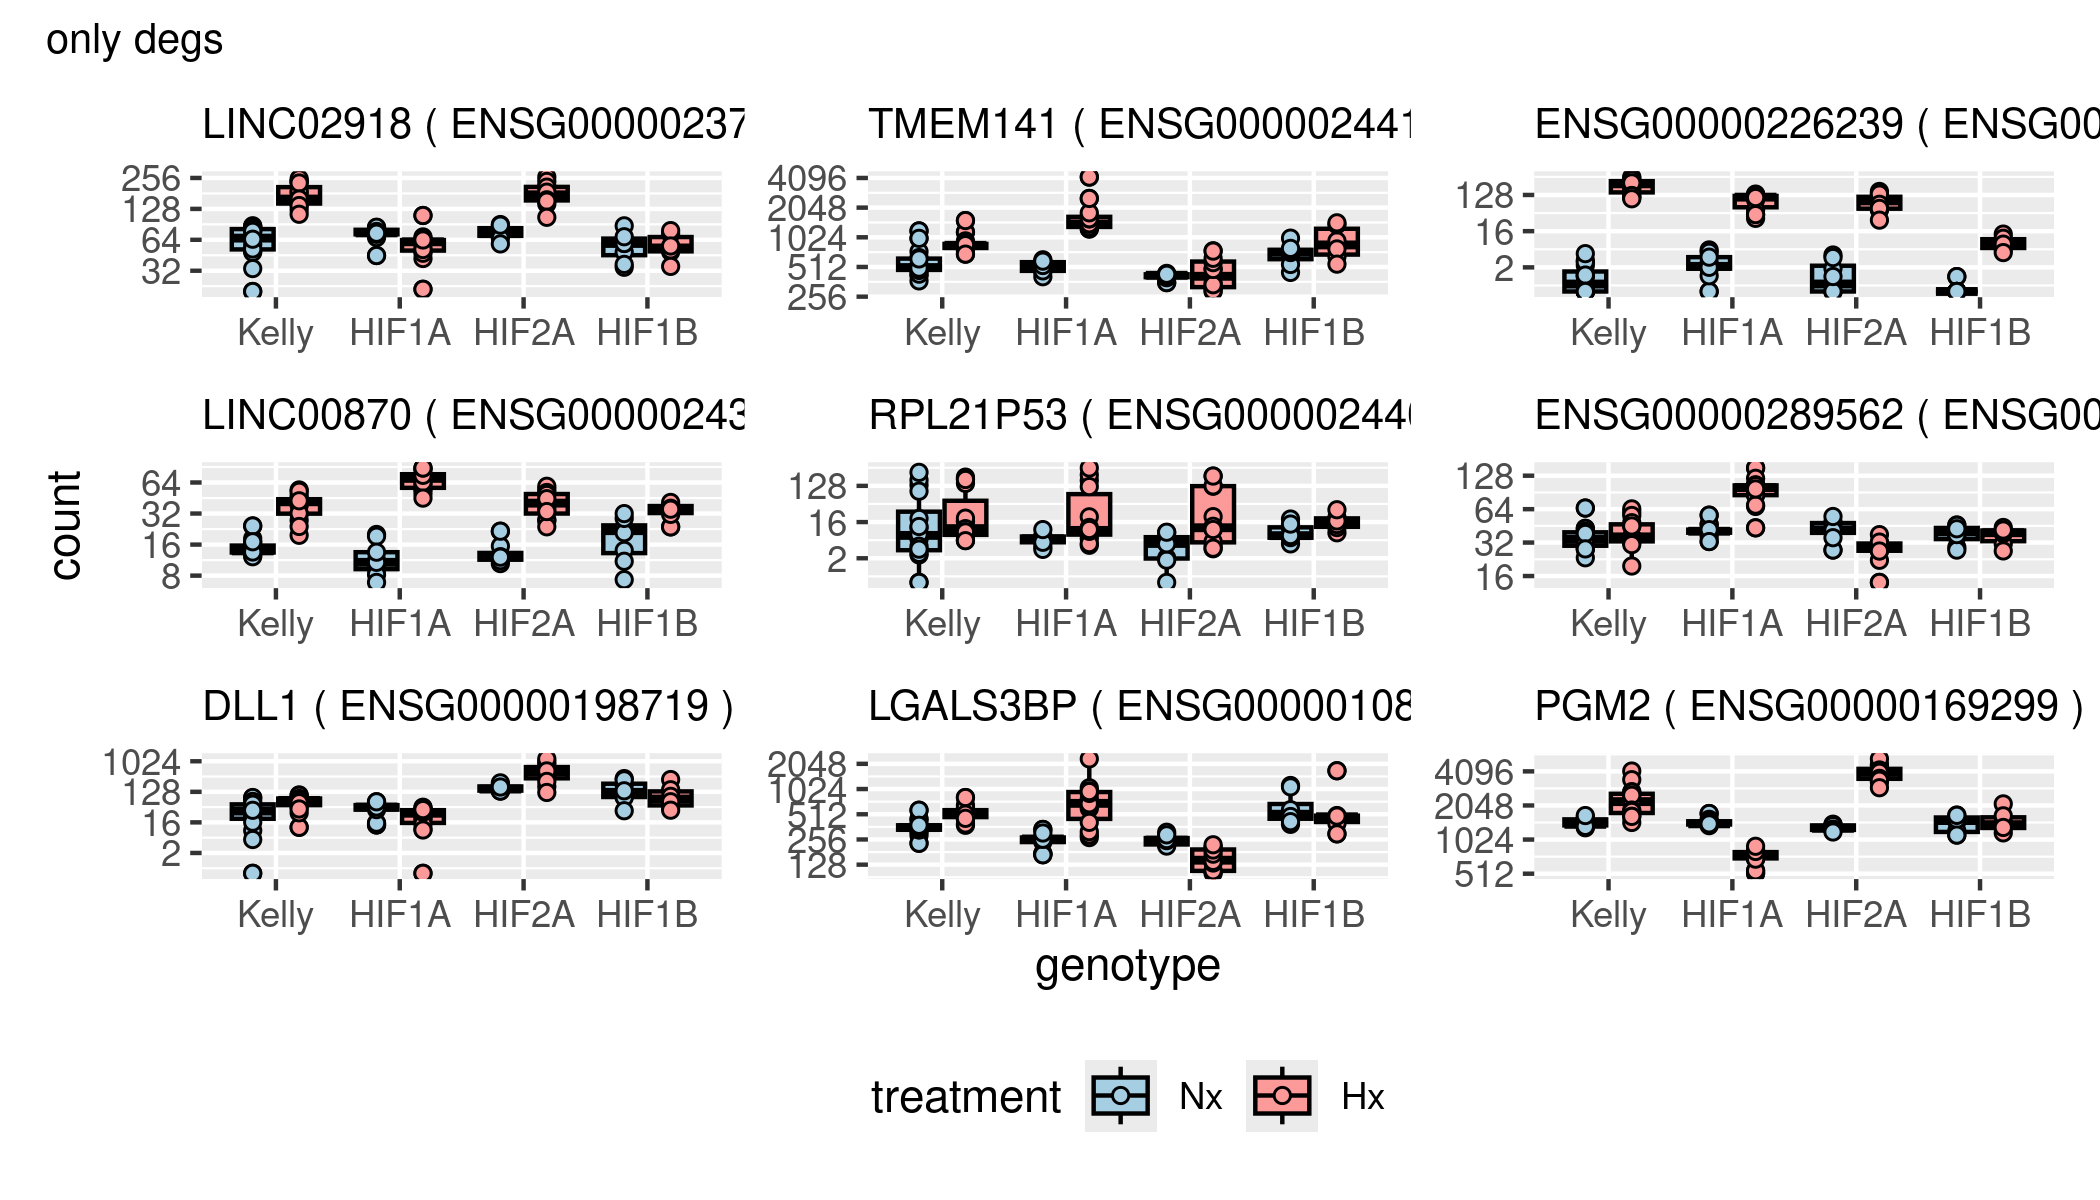 only degs
LINC02918 ( ENSG00000237
TMEM141 ( ENSG000002441
ENSG00000226239 ( ENSG00
256
128
64
32
Kelly HIF1A HIF2A HIF1B
4096
2048
1024
512
256
Kelly HIF1A HIF2A HIF1B
128
16
2
Kelly HIF1A HIF2A HIF1B
count
LINC00870 ( ENSG00000243
RPL21P53 ( ENSG00000244
ENSG00000289562 ( ENSG00
64
32
16
8
Kelly HIF1A HIF2A HIF1B
128
16
2
Kelly HIF1A HIF2A HIF1B
128
64
32
16
Kelly HIF1A HIF2A HIF1B
DLL1 ( ENSG00000198719 )
LGALS3BP ( ENSG00000108
PGM2 ( ENSG00000169299 )
1024
128
16
2
Kelly HIF1A HIF2A HIF1B
2048
1024
512
256
128
Kelly HIF1A HIF2A HIF1B
4096
2048
1024
512
Kelly HIF1A HIF2A HIF1B
genotype
treatment Nx Hx